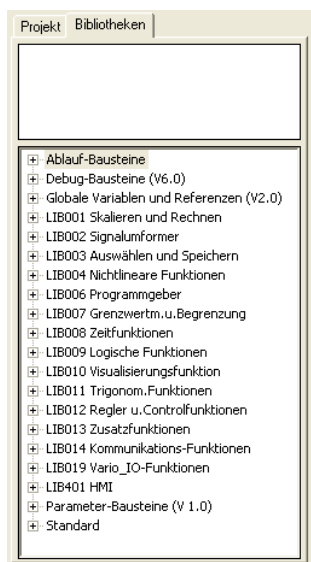 Projekt Bibliotheken
Ablauf-Bausteine
Debug-Bausteine (V6.0)
Globale Variablen und Referenzen (V2.0)
LIB001 Skalieren und Rechnen
LIB002 Signalumformer
LIB003 Auswählen und Speichern
LIB004 Nichtlineare Funktionen
LIB006 Programmgeber
LIB007 Grenzwertm.u.Begrenzung
LIB008 Zeitfunktionen
LIB009 Logische Funktionen
LIB010 Visualisierungsfunktion
LIB011 Trigonom.Funktionen
LIB012 Regler u.Controlfunktionen
LIB013 Zusatzfunktionen
LIB014 Kommunikations-Funktionen
LIB019 Vario_IO-Funktionen
LIB401 HMI
Parameter-Bausteine (V 1.0)
Standard